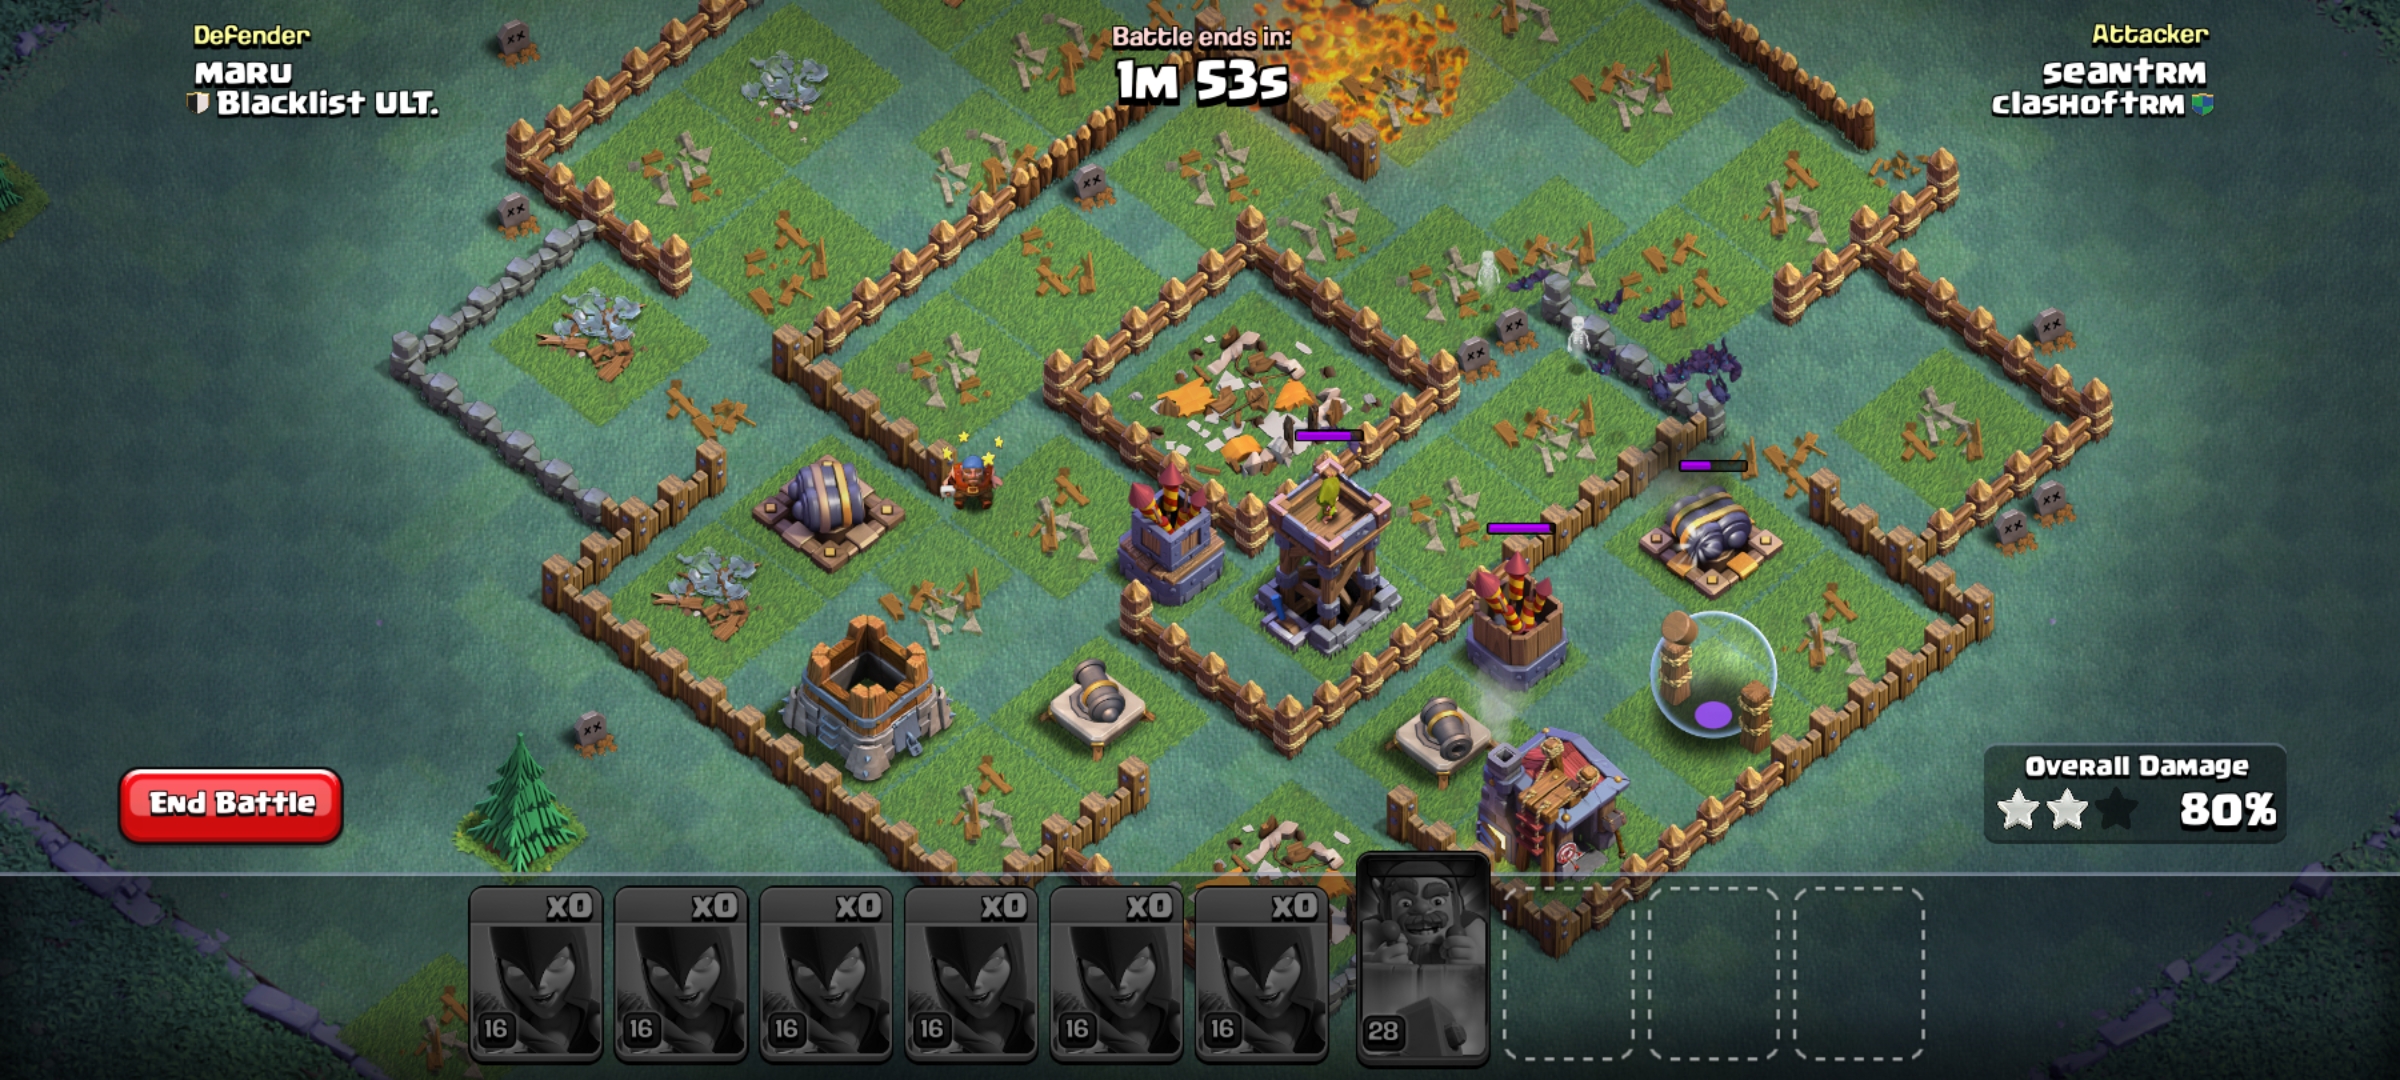 Defender
maru
Blacklist ULT.
Battle ends in:
1M 53s
Attacker
seantrm
clashoftrm
End Battle
Overall Damage
80%
x0
x0
x0
x0
x0
x0
16
16
16
16
16
16
28